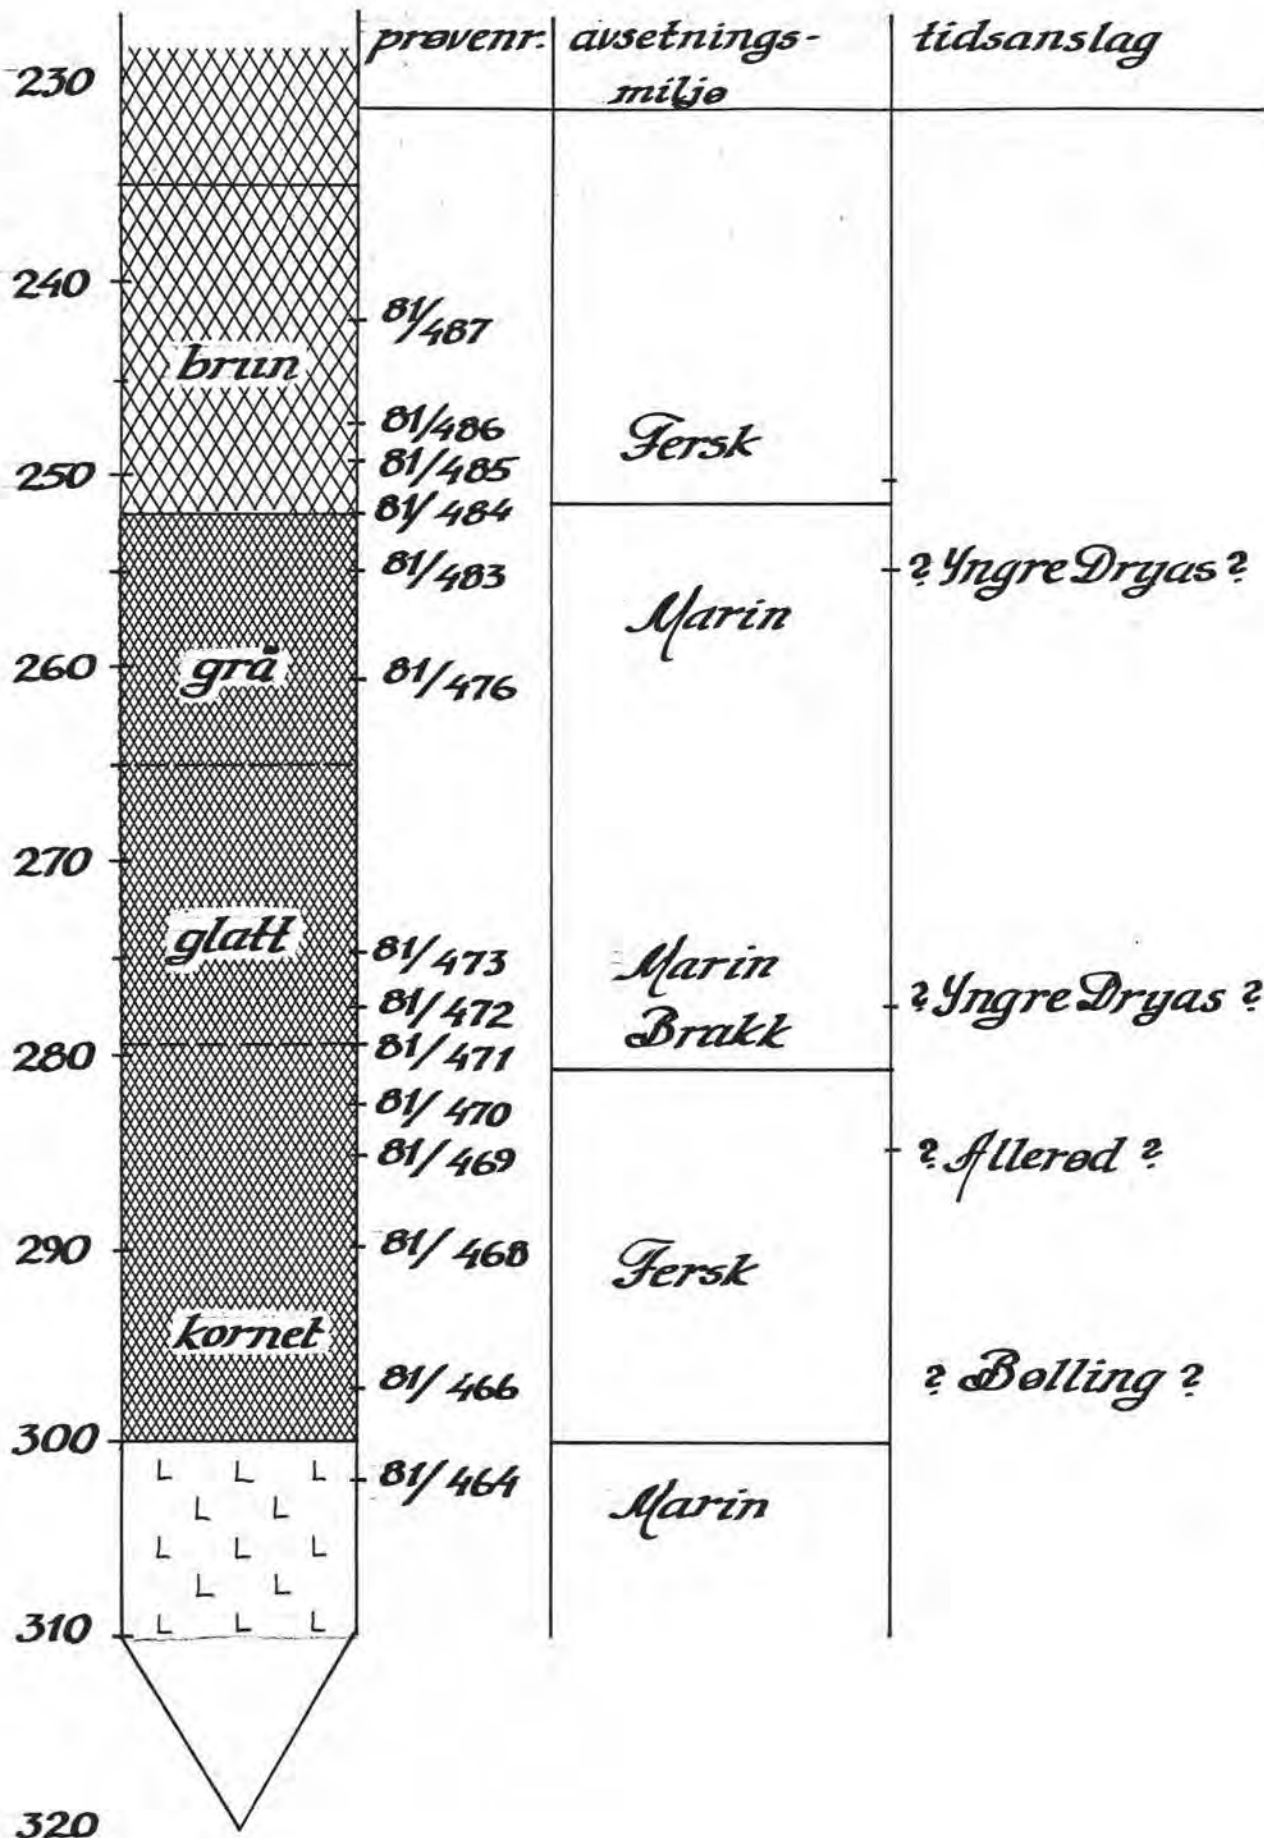 prøvenr. avsetnings- tidsanslag
miljø
230
240
81/487
brun
81/486
Fersk
81/485
250
81/484
81/483
? Yngre Dryas ?
Marin
260
grå
81/476
270
glatt
81/473
Marin
81/472
? Yngre Dryas ?
Brakk
81/471
280
81/470
81/469
? Allerød ?
290
81/468
Fersk
kornet
81/466
? Bølling ?
300
L L L
81/464
L L
Marin
L L L
L L
310
L L L
320